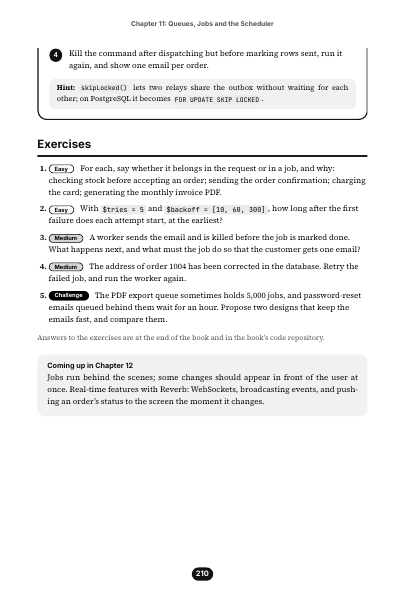 Chapter 11: Queues, Jobs and the Scheduler
4 Kill the command after dispatching but before marking rows sent, run it
again, and show one email per order.
Hint: skipLocked() lets two relays share the outbox without waiting for each
other; on PostgreSQL it becomes FOR UPDATE SKIP LOCKED.
Exercises
1. Easy For each, say whether it belongs in the request or in a job, and why:
checking stock before accepting an order; sending the order confirmation; charging
the card; generating the monthly invoice PDF.
2. Easy With $tries = 5 and $backoff = [10, 60, 300], how long after the first
failure does each attempt start, at the earliest?
3. Medium A worker sends the email and is killed before the job is marked done.
What happens next, and what must the job do so that the customer gets one email?
4. Medium The address of order 1004 has been corrected in the database. Retry the
failed job, and run the worker again.
5. Challenge The PDF export queue sometimes holds 5,000 jobs, and password-reset
emails queued behind them wait for an hour. Propose two designs that keep the
emails fast, and compare them.
Answers to the exercises are at the end of the book and in the book's code repository.
Coming up in Chapter 12
Jobs run behind the scenes; some changes should appear in front of the user at
once. Real-time features with Reverb: WebSockets, broadcasting events, and push-
ing an order's status to the screen the moment it changes.
210